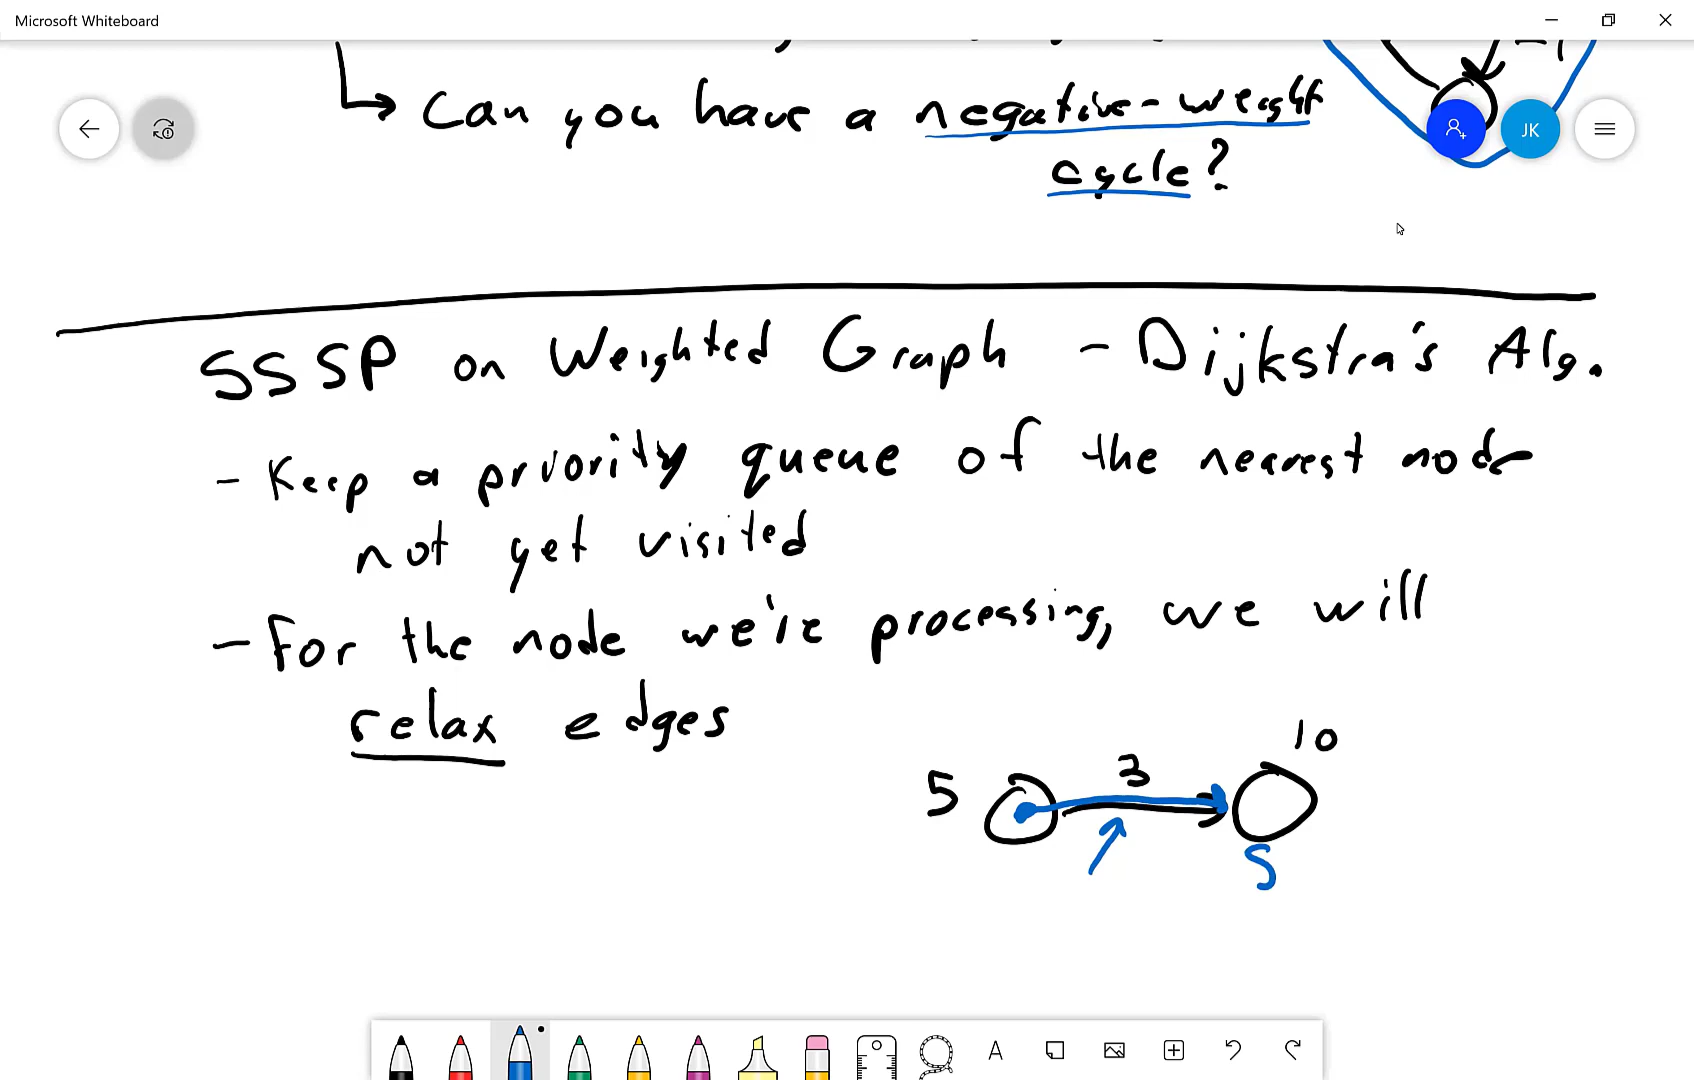 Microsoft Whiteboard
Can you have a negative-weight
cycle?
JK
SSSP on Weighted Graph - Dijkstra's Alg.
- Keep a priority queue of the nearest node
not yet visited
- For the node we're processing, we will
relax edges
10
3
5
5
A